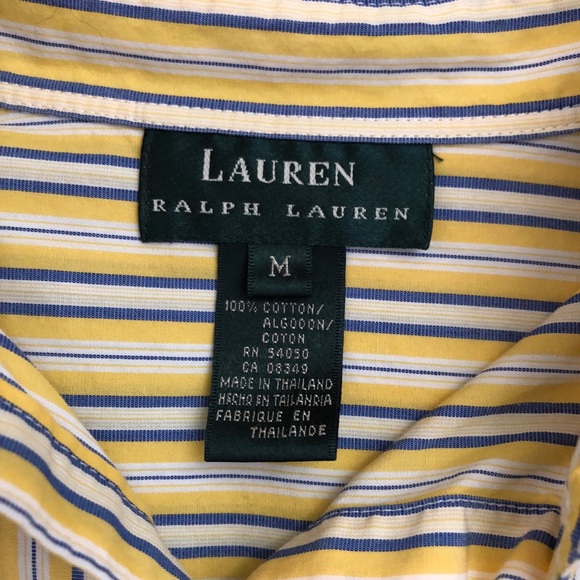 LAUREN
RALPH LAUREN
M
100% COTTON/
ALGODON/
COTON
RN 54050
CA 08349
MADE IN THAILAND
HECHO EN TAILANDIA
FABRIQUE EN
THAILANDE